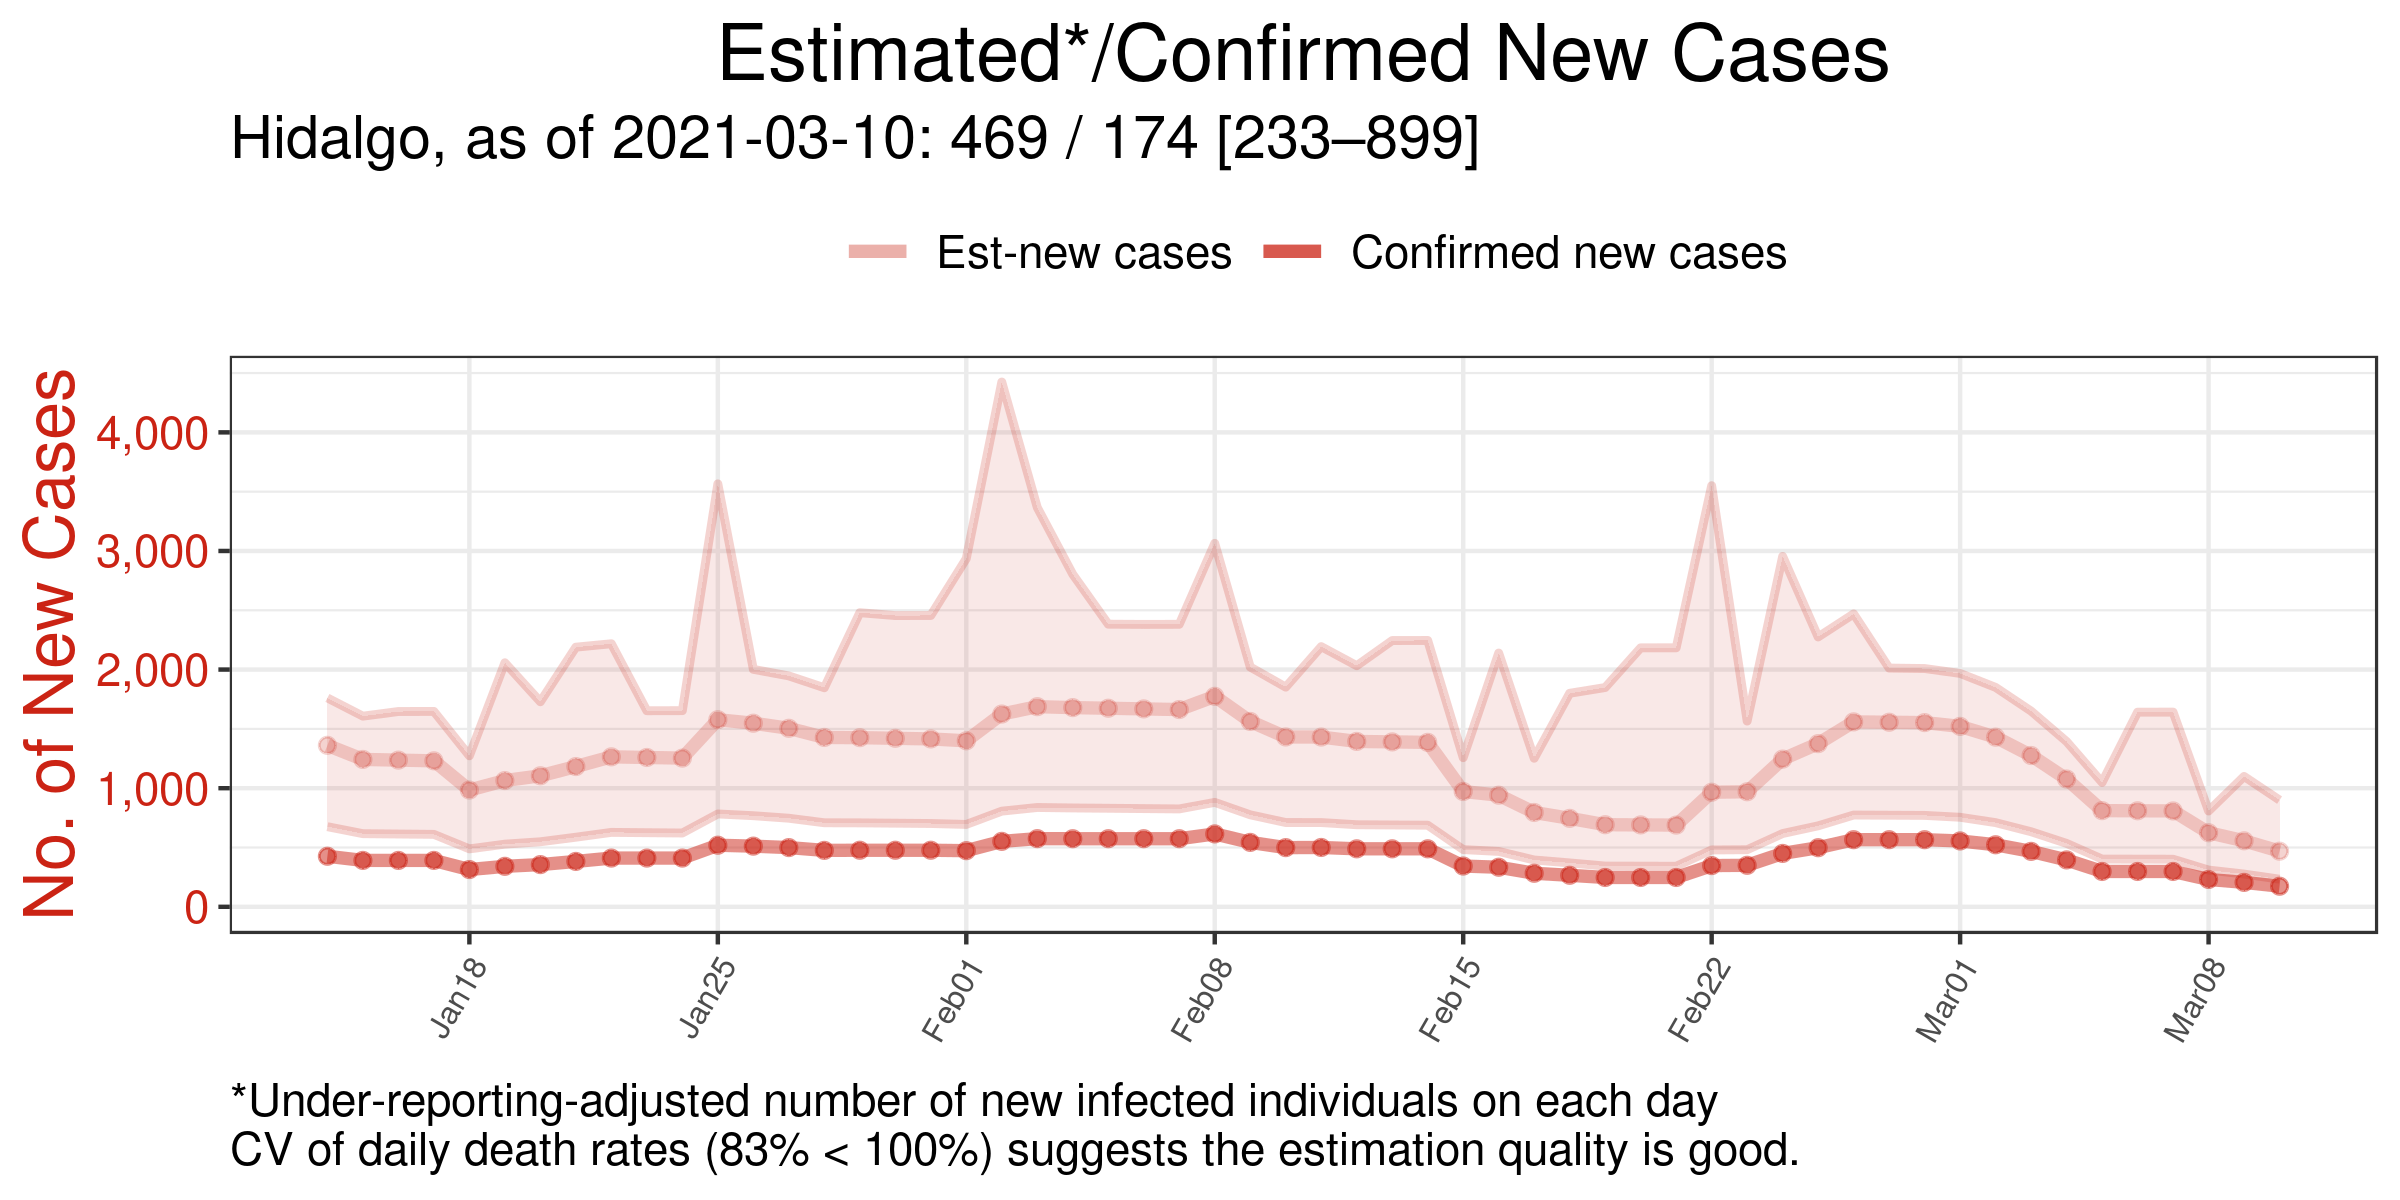 Estimated*/Confirmed New Cases
Hidalgo, as of 2021-03-10: 469 / 174 [233–899]
Est-new cases Confirmed new cases
No. of New Cases
4,000
3,000
2,000
1,000
0
Jan18 Jan25 Feb01 Feb08 Feb15 Feb22 Mar01 Mar08
*Under-reporting-adjusted number of new infected individuals on each day
CV of daily death rates (83% < 100%) suggests the estimation quality is good.